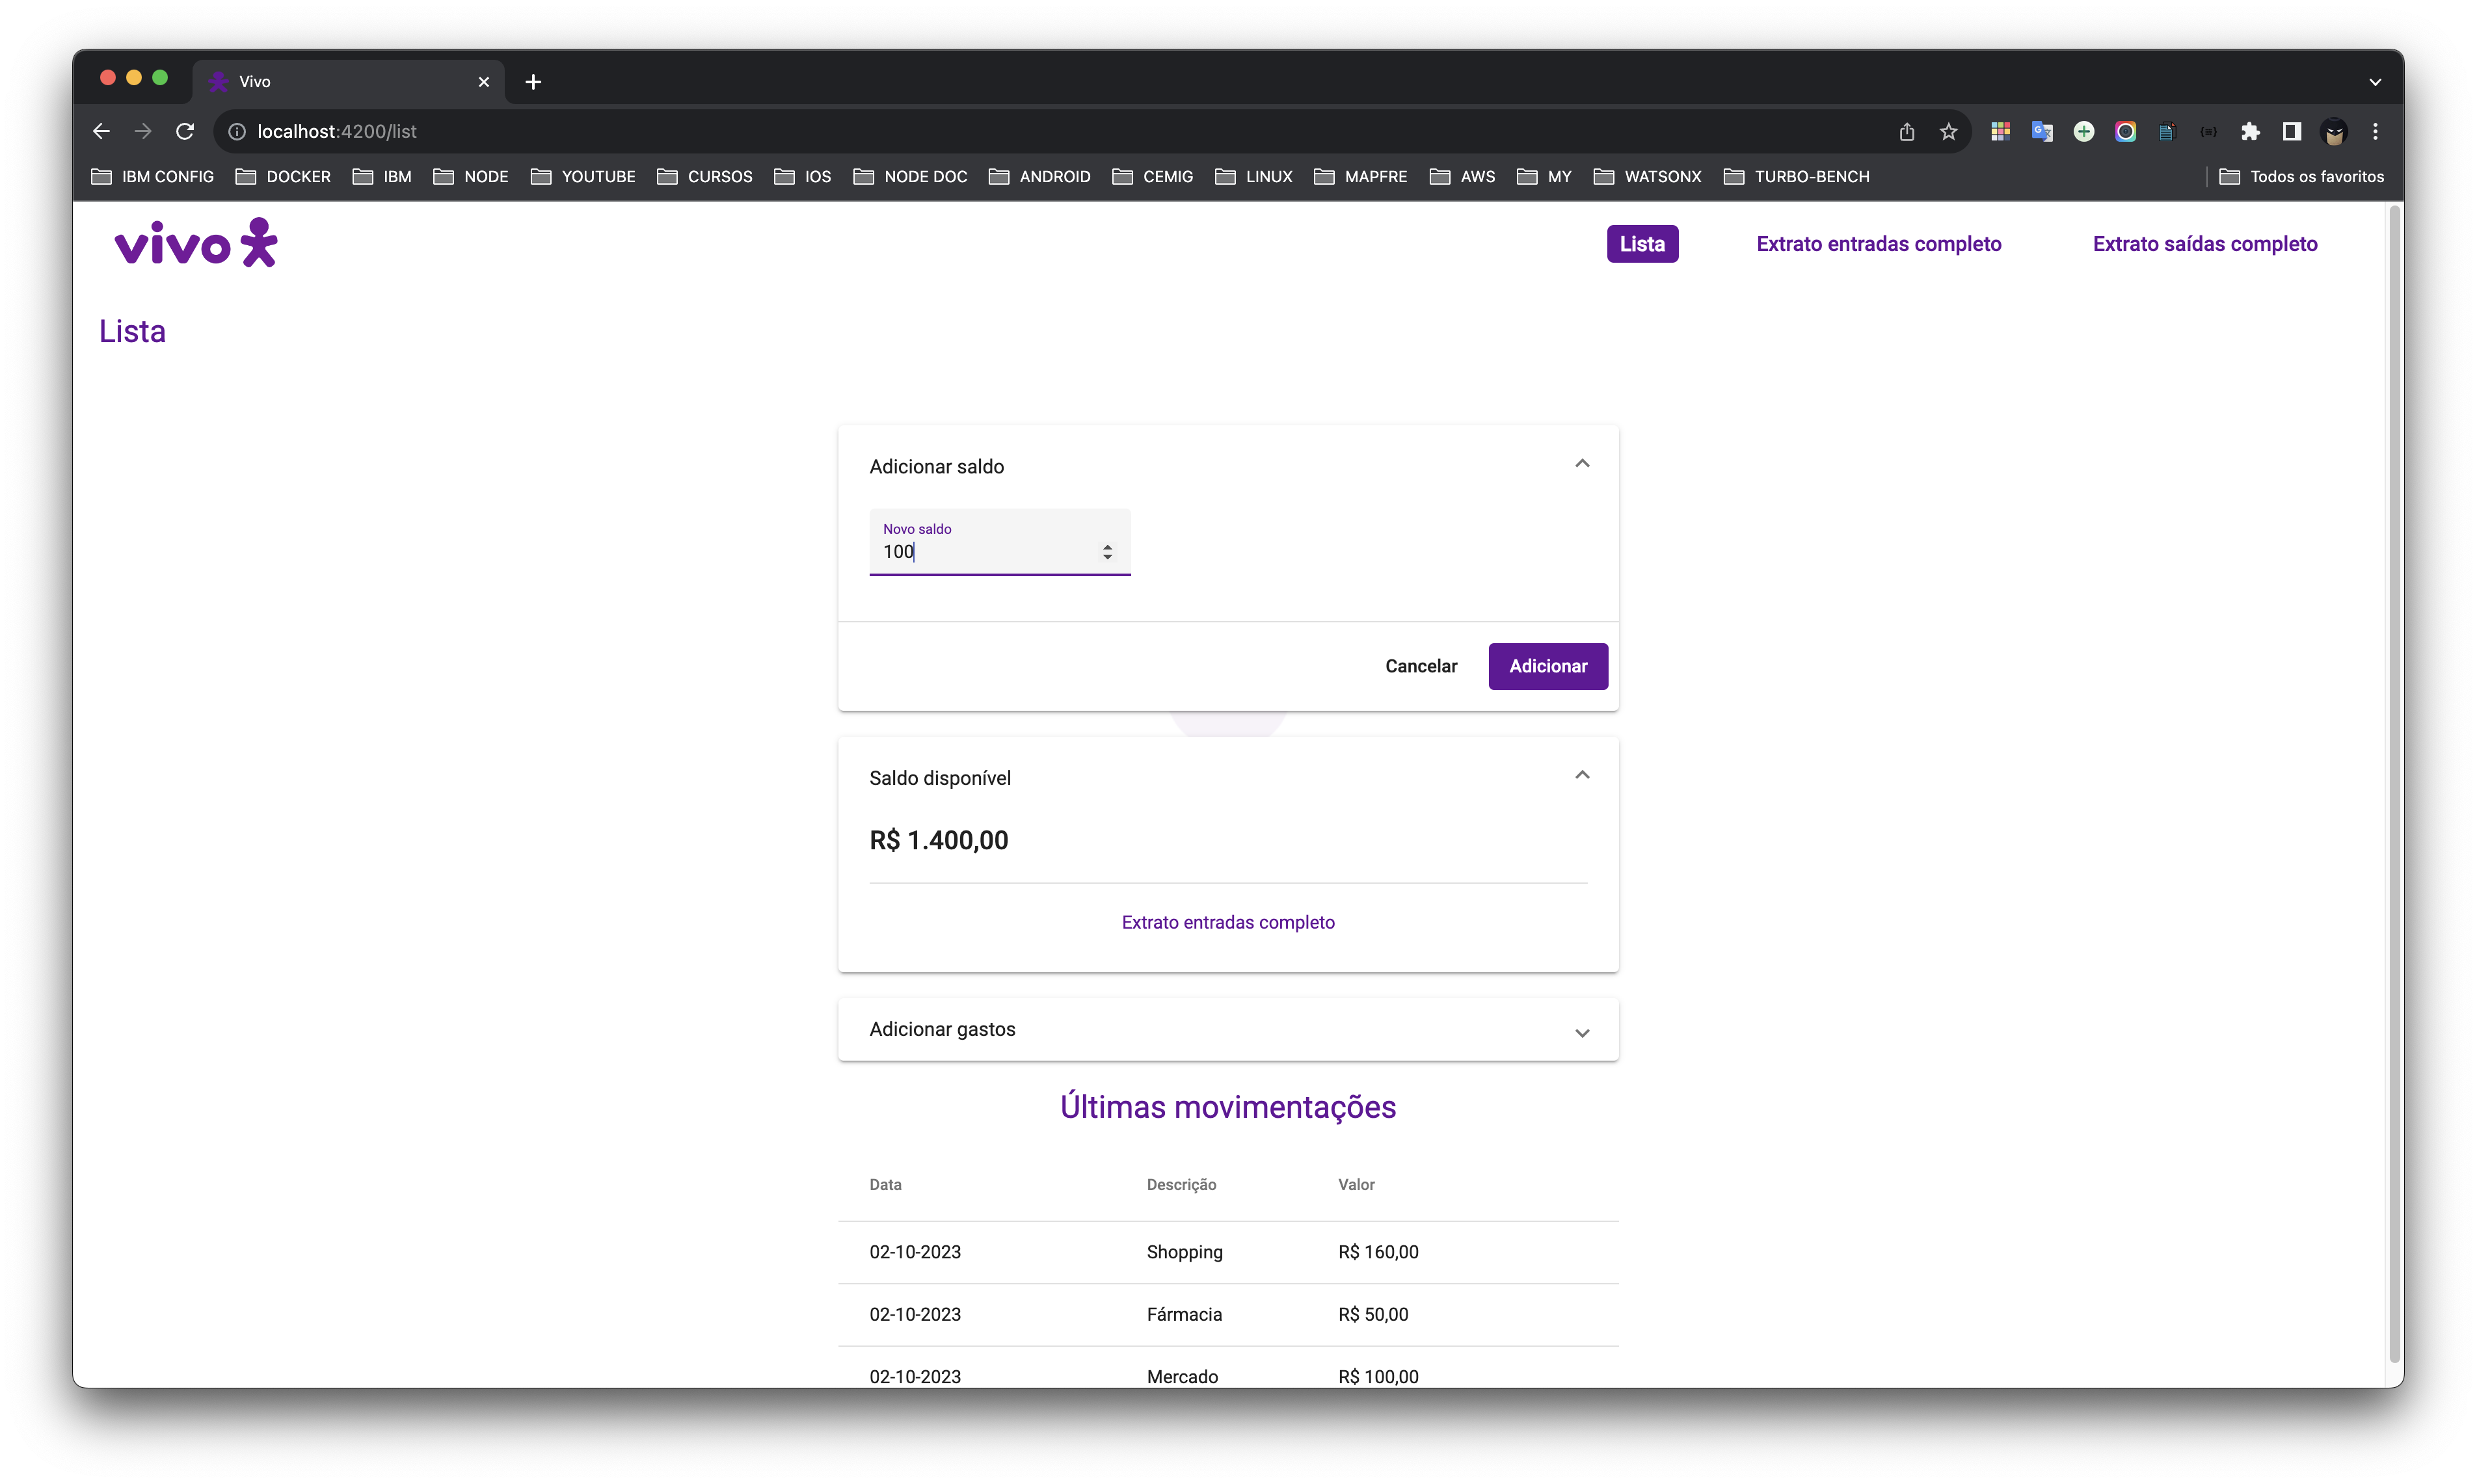 Vivo
localhost:4200/list
IBM CONFIG DOCKER IBM NODE YOUTUBE CURSOS IOS NODE DOC ANDROID CEMIG LINUX MAPFRE AWS MY WATSONX TURBO-BENCH Todos os favoritos
vivo Lista Extrato entradas completo Extrato saídas completo
Lista
Adicionar saldo
Novo saldo
100
Cancelar Adicionar
Saldo disponível
R$ 1.400,00
Extrato entradas completo
Adicionar gastos
Últimas movimentações
Data Descrição Valor
02-10-2023 Shopping R$ 160,00
02-10-2023 Fármacia R$ 50,00
02-10-2023 Mercado R$ 100,00